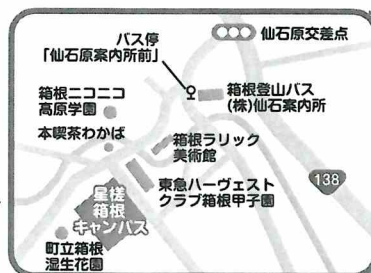 バス停
「仙石原案内所前」
仙石原交差点
箱根ニコニコ
高原学園
箱根登山バス
(株)仙石案内所
本喫茶わかば
箱根ラリック
美術館
138
星槎
箱根
キャンパス
東急ハーヴェスト
クラブ箱根甲子園
町立箱根
湿生花園